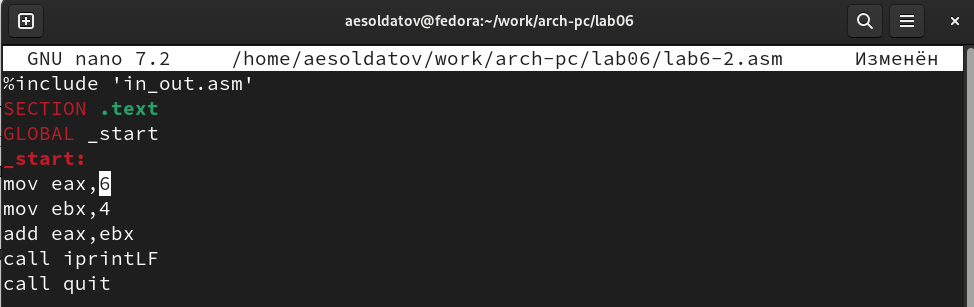 aesoldatov@fedora:~/work/arch-pc/lab06
GNU nano 7.2 /home/aesoldatov/work/arch-pc/lab06/lab6-2.asm Изменён
%include 'in_out.asm'
SECTION .text
GLOBAL _start
_start:
mov eax,6
mov ebx,4
add eax,ebx
call iprintLF
call quit